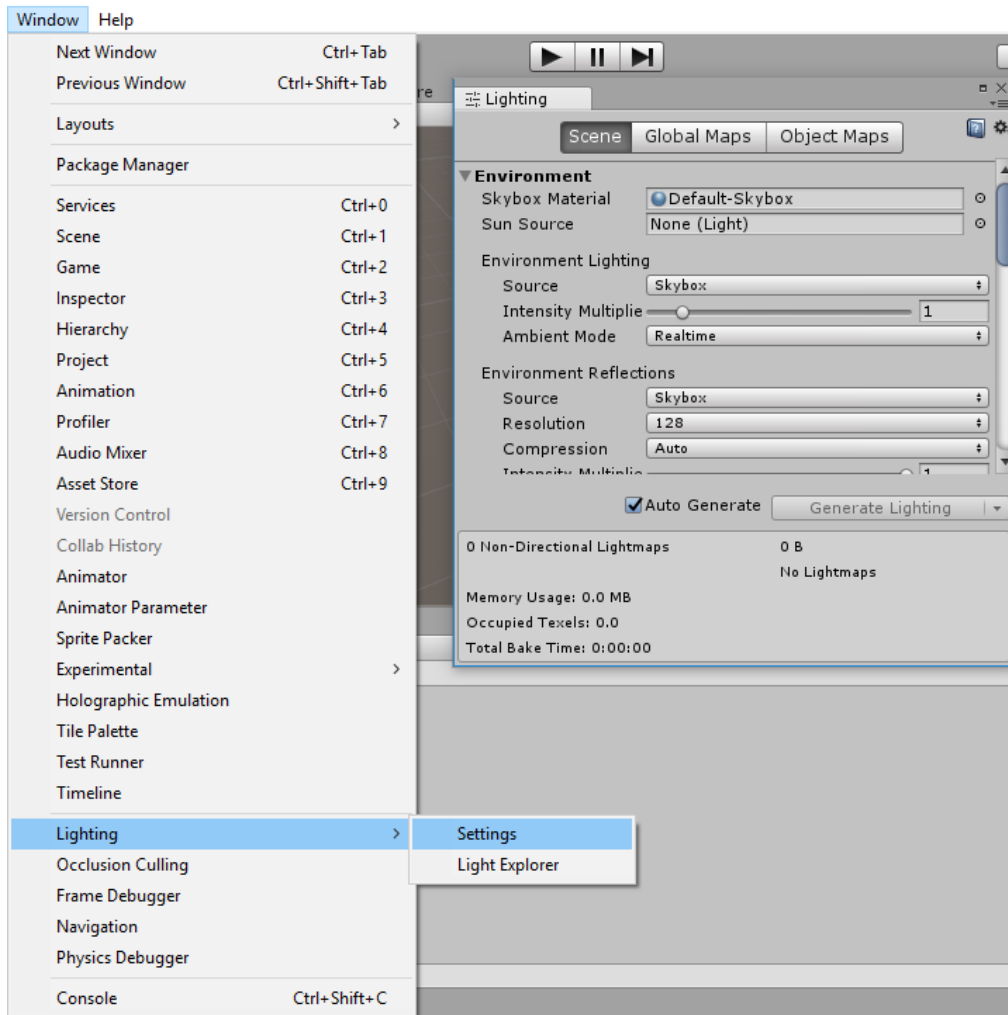 Window Help
Next Window Ctrl+Tab
Previous Window Ctrl+Shift+Tab
Layouts
Package Manager
Services Ctrl+0
Scene Ctrl+1
Game Ctrl+2
Inspector Ctrl+3
Hierarchy Ctrl+4
Project Ctrl+5
Animation Ctrl+6
Profiler Ctrl+7
Audio Mixer Ctrl+8
Asset Store Ctrl+9
Version Control
Collab History
Animator
Animator Parameter
Sprite Packer
Experimental
Holographic Emulation
Tile Palette
Test Runner
Timeline
Lighting
Occlusion Culling
Frame Debugger
Navigation
Physics Debugger
Console Ctrl+Shift+C
Settings
Light Explorer
re
Lighting
Scene Global Maps Object Maps
Environment
Skybox Material Default-Skybox
Sun Source None (Light)
Environment Lighting
Source Skybox
Intensity Multiplie 1
Ambient Mode Realtime
Environment Reflections
Source Skybox
Resolution 128
Compression Auto
Intensity Multiplie 1
Auto Generate Generate Lighting
0 Non-Directional Lightmaps 0 B
No Lightmaps
Memory Usage: 0.0 MB
Occupied Texels: 0.0
Total Bake Time: 0:00:00